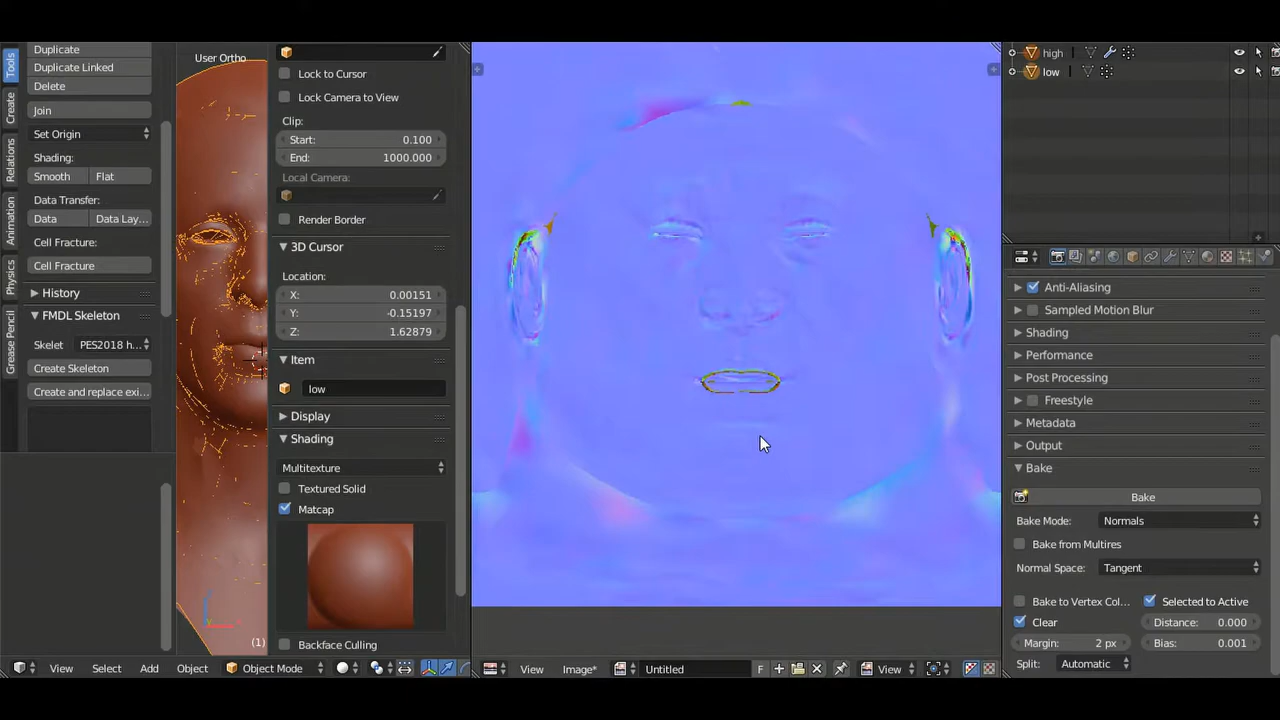 Tools
Create
Relations
Animation
Physics
Grease Pencil
Duplicate
Duplicate Linked
Delete
Join
Set Origin
Shading:
Smooth Flat
Data Transfer:
Data Data Lay...
Cell Fracture:
Cell Fracture
History
FMDL Skeleton
Skelet PES2018 h...
Create Skeleton
Create and replace exi...
User Ortho
(1)
Lock to Cursor
Lock Camera to View
Clip:
Start: 0.100
End: 1000.000
Local Camera:
Render Border
3D Cursor
Location:
X: 0.00151
Y: -0.15197
Z: 1.62879
Item
low
Display
Shading
Multitexture
Textured Solid
Matcap
Backface Culling
high
low
Anti-Aliasing
Sampled Motion Blur
Shading
Performance
Post Processing
Freestyle
Metadata
Output
Bake
Bake
Bake Mode: Normals
Bake from Multires
Normal Space: Tangent
Bake to Vertex Col... Selected to Active
Clear Distance: 0.000
Margin: 2 px Bias: 0.001
Split: Automatic
View Select Add Object Object Mode
View Image* Untitled F View